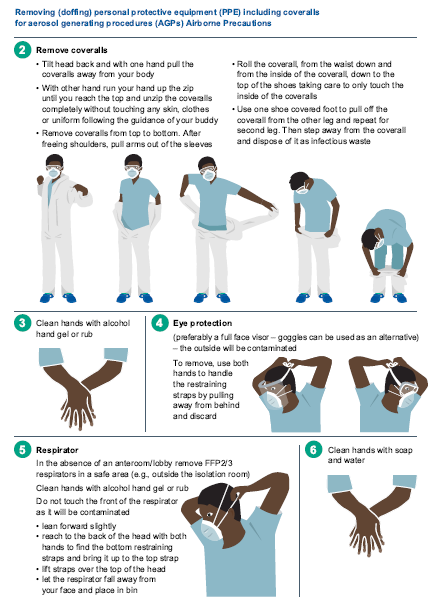 Removing (doffing) personal protective equipment (PPE) including coveralls
for aerosol generating procedures (AGPs) Airborne Precautions
2 Remove coveralls
• Tilt head back and with one hand pull the
coveralls away from your body
• With other hand run your hand up the zip
until you reach the top and unzip the coveralls
completely without touching any skin, clothes
or uniform following the guidance of your buddy
• Remove coveralls from top to bottom. After
freeing shoulders, pull arms out of the sleeves
• Roll the coverall, from the waist down and
from the inside of the coverall, down to the
top of the shoes taking care to only touch the
inside of the coveralls
• Use one shoe covered foot to pull off the
coverall from the other leg and repeat for
second leg. Then step away from the coverall
and dispose of it as infectious waste
3 Clean hands with alcohol
hand gel or rub
4 Eye protection
(preferably a full face visor – goggles can be used as an alternative)
– the outside will be contaminated
To remove, use both
hands to handle
the restraining
straps by pulling
away from behind
and discard
5 Respirator
In the absence of an anteroom/lobby remove FFP2/3
respirators in a safe area (e.g., outside the isolation room)
Clean hands with alcohol hand gel or rub
Do not touch the front of the respirator
as it will be contaminated
• lean forward slightly
• reach to the back of the head with both
hands to find the bottom restraining
straps and bring it up to the top strap
• lift straps over the top of the head
• let the respirator fall away from
your face and place in bin
6 Clean hands with soap
and water